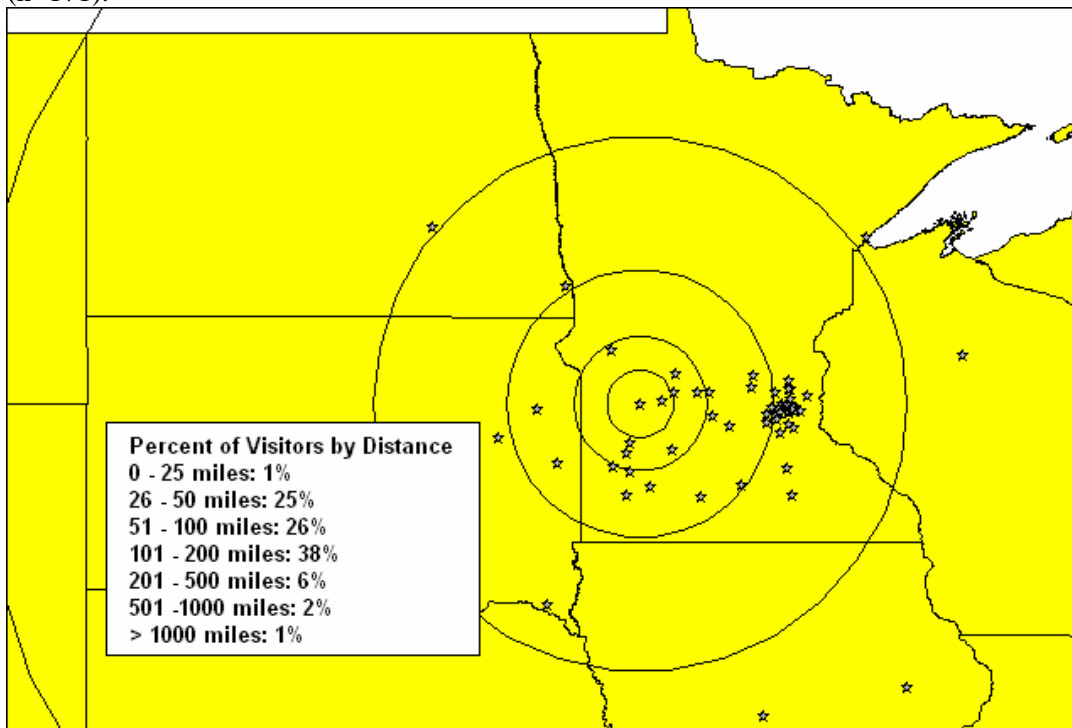 Percent of Visitors by Distance
0 - 25 miles: 1%
26 - 50 miles: 25%
51 - 100 miles: 26%
101 - 200 miles: 38%
201 - 500 miles: 6%
501 -1000 miles: 2%
> 1000 miles: 1%